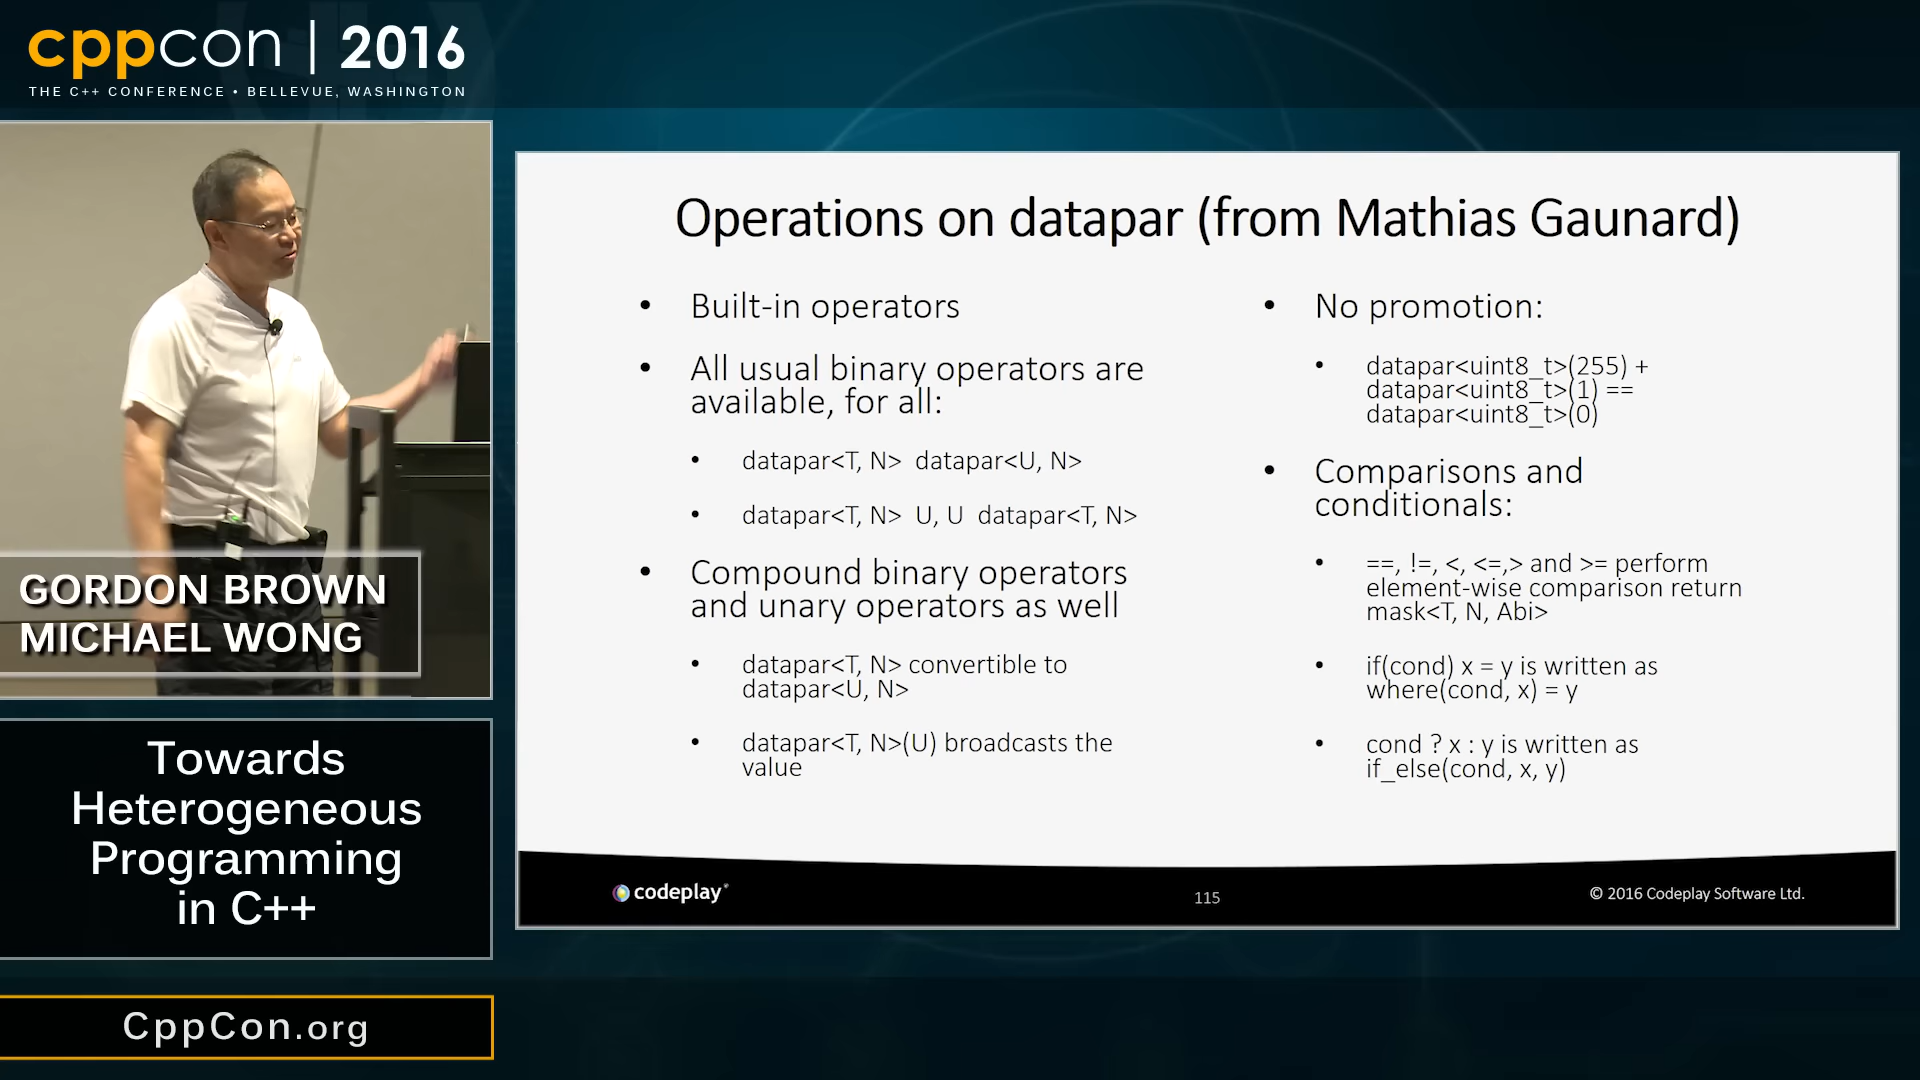 cppcon | 2016
THE C++ CONFERENCE • BELLEVUE, WASHINGTON
GORDON BROWN
MICHAEL WONG
Towards
Heterogeneous
Programming
in C++
CppCon.org
Operations on datapar (from Mathias Gaunard)
• Built-in operators
• All usual binary operators are
available, for all:
• datapar<T, N> datapar<U, N>
• datapar<T, N> U, U datapar<T, N>
• Compound binary operators
and unary operators as well
• datapar<T, N> convertible to
datapar<U, N>
• datapar<T, N>(U) broadcasts the
value
• No promotion:
• datapar<uint8_t>(255) +
datapar<uint8_t>(1) ==
datapar<uint8_t>(0)
• Comparisons and
conditionals:
• ==, !=, <, <=,> and >= perform
element-wise comparison return
mask<T, N, Abi>
• if(cond) x = y is written as
where(cond, x) = y
• cond ? x : y is written as
if_else(cond, x, y)
codeplay
115
© 2016 Codeplay Software Ltd.